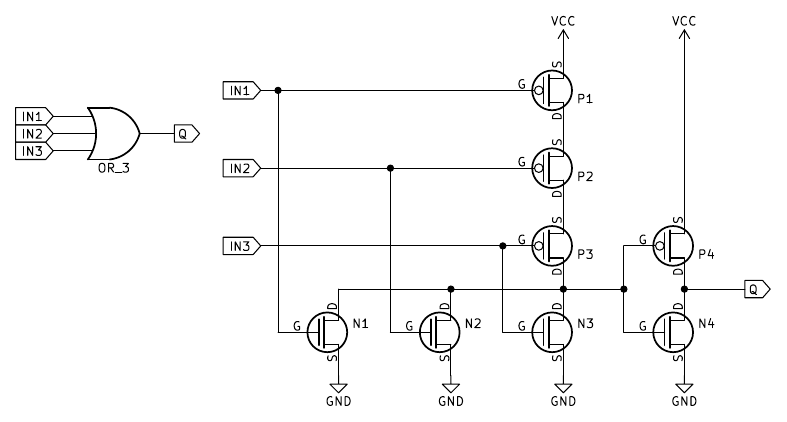 VCC VCC
S
G
IN1 IN1 P1
IN1 D
IN2 Q
IN3 S
OR_3 G
IN2 P2
D
S S
G G
IN3 P3 P4
D D
Q
D D D D
G N1 G N2 G N3 G N4
S S S S
GND GND GND GND